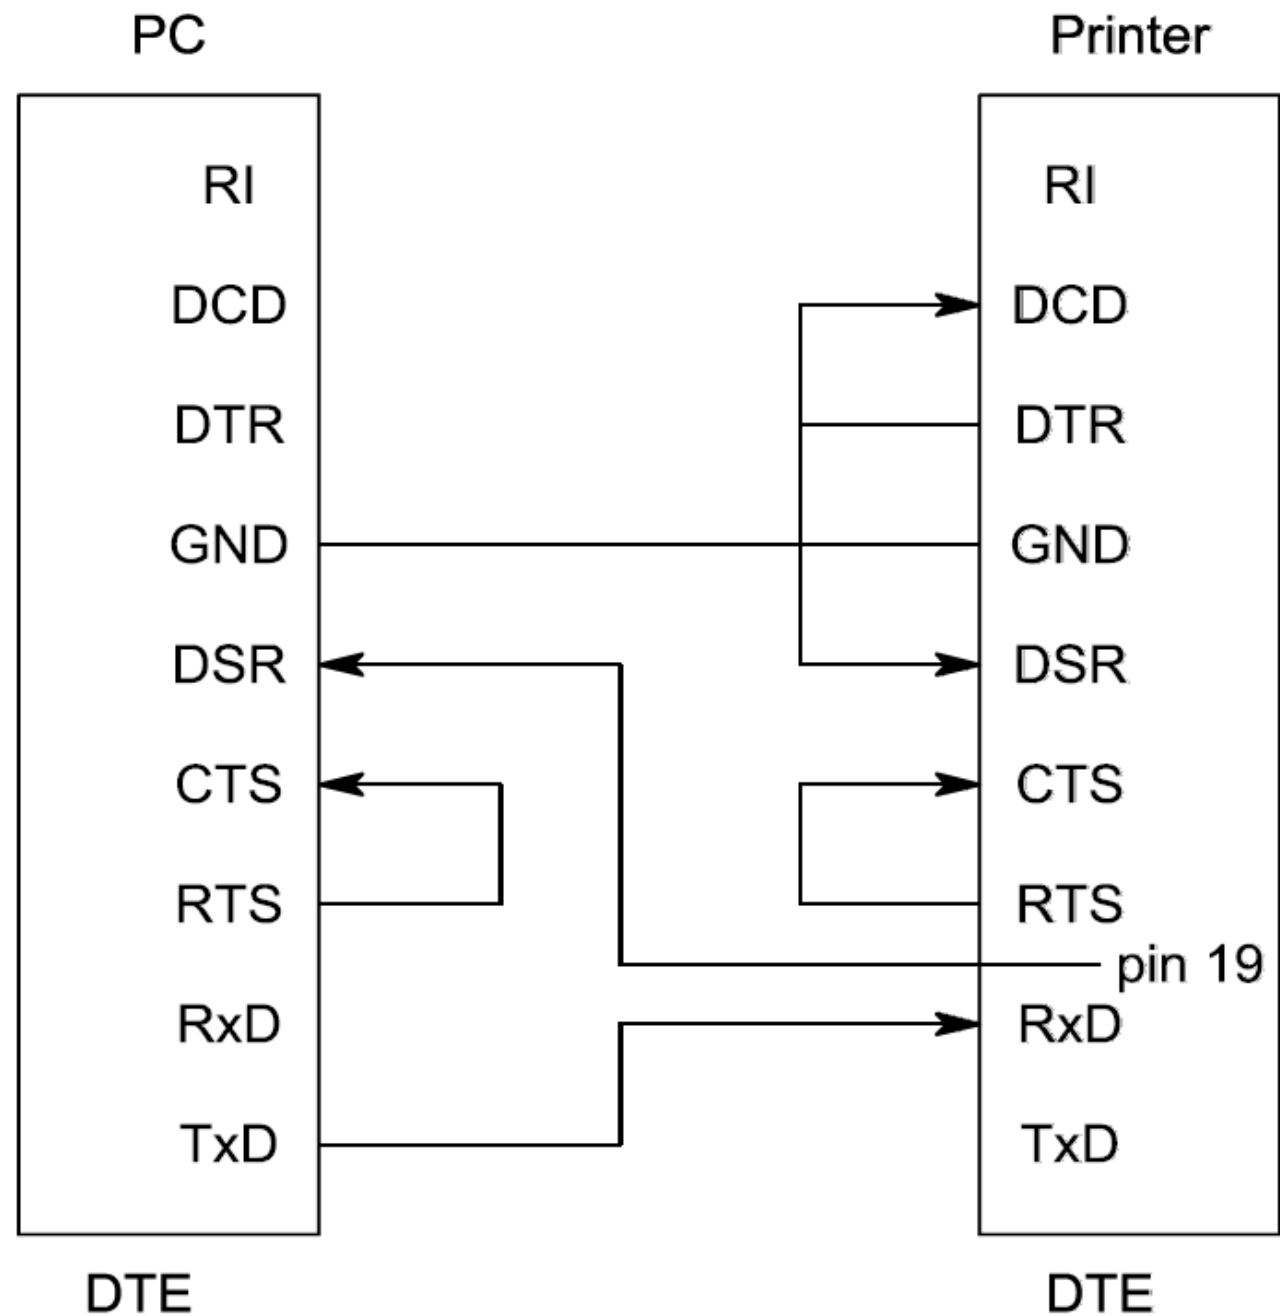 PC
Printer
RI
RI
DCD
DCD
DTR
DTR
GND
GND
DSR
DSR
CTS
CTS
RTS
RTS
pin 19
RxD
RxD
TxD
TxD
DTE
DTE